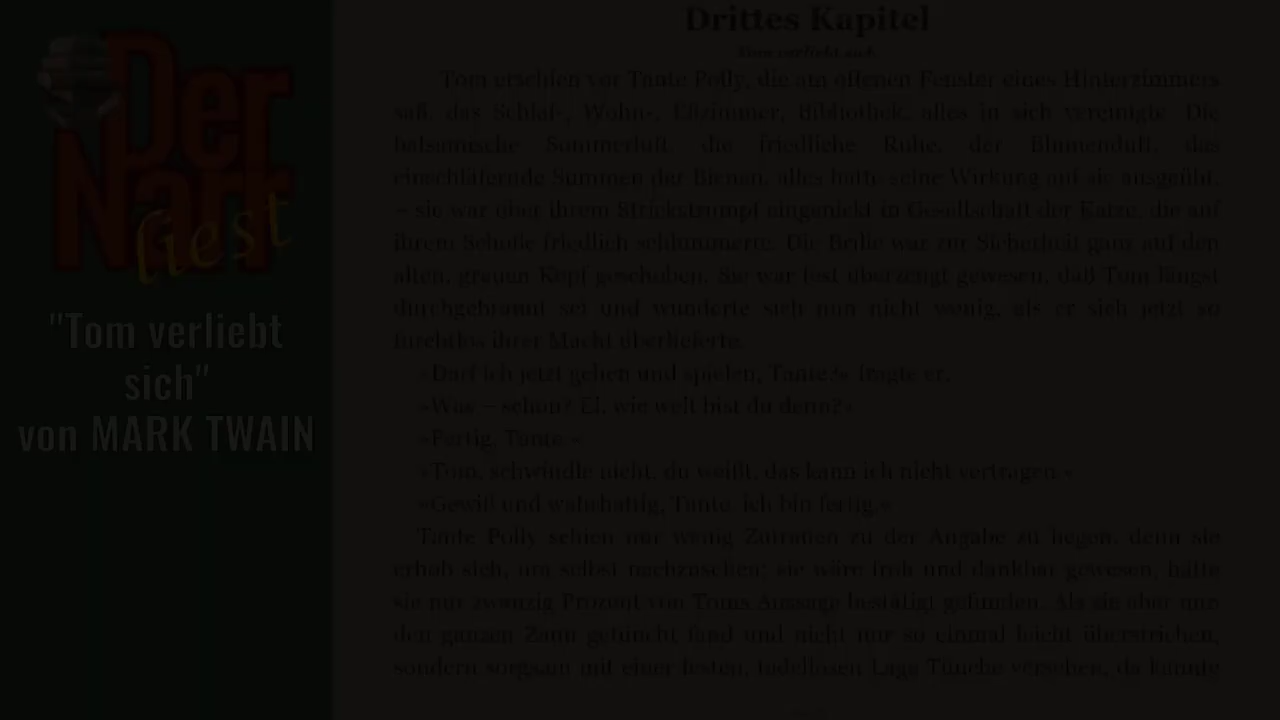 Der
Narr
liest
"Tom verliebt
sich"
von MARK TWAIN
Drittes Kapitel
Tom verliebt sich.
Tom erschien vor Tante Polly, die am offenen Fenster eines Hinterzimmers
saß, das Schlaf-, Wohn-, Eßzimmer, Bibliothek, alles in sich vereinigte. Die
balsamische Sommerluft, die friedliche Ruhe, der Blumenduft, das
einschläfernde Summen der Bienen, alles hatte seine Wirkung auf sie ausgeübt,
– sie war über ihrem Strickstrumpf eingenickt in Gesellschaft der Katze, die auf
ihrem Schoße friedlich schlummerte. Die Brille war zur Sicherheit ganz auf den
alten, grauen Kopf geschoben. Sie war fest überzeugt gewesen, daß Tom längst
durchgebrannt sei und wunderte sich nun nicht wenig, als er sich jetzt so
furchtlos ihrer Macht überlieferte.
»Darf ich jetzt gehen und spielen, Tante?« fragte er.
»Was – schon? Ei, wie weit bist du denn?«
»Fertig, Tante.«
»Tom, schwindle nicht, du weißt, das kann ich nicht vertragen.«
»Gewiß und wahrhaftig, Tante, ich bin fertig.«
Tante Polly schien nur wenig Zutrauen zu der Angabe zu hegen, denn sie
erhob sich, um selbst nachzusehen; sie wäre froh und dankbar gewesen, hätte
sie nur zwanzig Prozent von Toms Aussage bestätigt gefunden. Als sie aber nun
den ganzen Zaun getüncht fand und nicht nur so einmal leicht überstrichen,
sondern sorgsam mit einer festen, tadellosen Lage Tünche versehen, da kannte